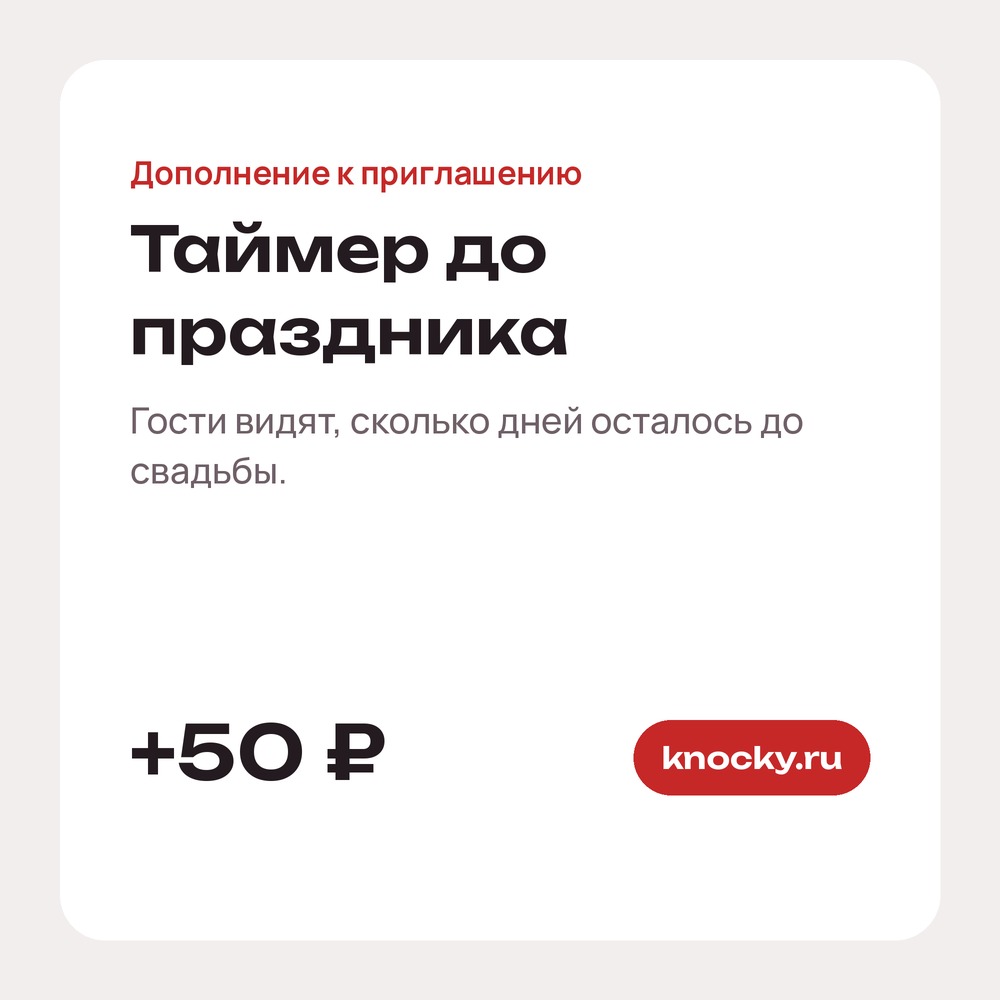 Дополнение к приглашению
Таймер до
праздника
Гости видят, сколько дней осталось до
свадьбы.
+50 ₽
knocky.ru